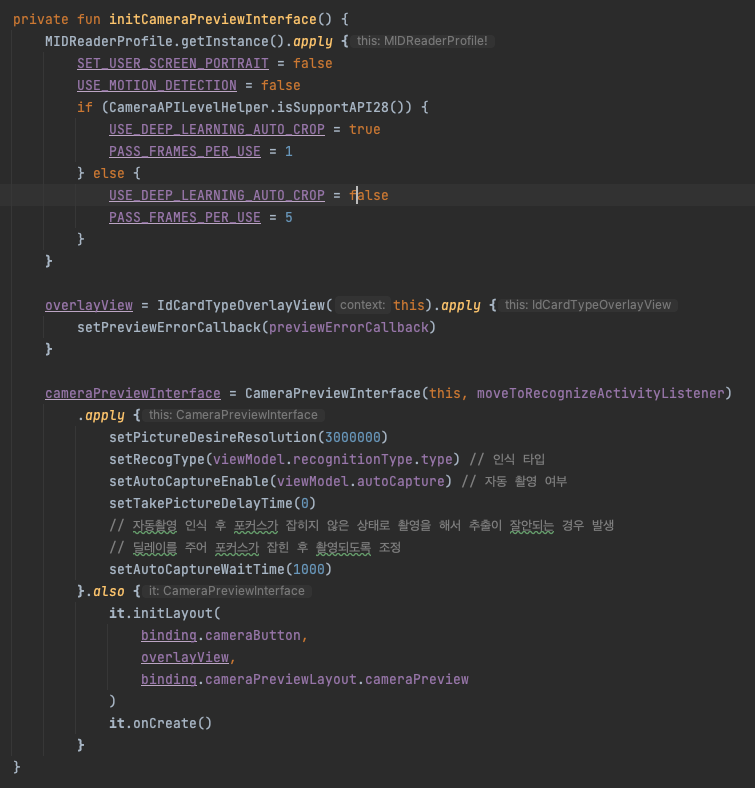 private fun initCameraPreviewInterface() {
MIDReaderProfile.getInstance().apply { this: MIDReaderProfile!
SET_USER_SCREEN_PORTRAIT = false
USE_MOTION_DETECTION = false
if (CameraAPILevelHelper.isSupportAPI28()) {
USE_DEEP_LEARNING_AUTO_CROP = true
PASS_FRAMES_PER_USE = 1
} else {
USE_DEEP_LEARNING_AUTO_CROP = false
PASS_FRAMES_PER_USE = 5
}
}
overlayView = IdCardTypeOverlayView( context: this).apply { this: IdCardTypeOverlayView
setPreviewErrorCallback(previewErrorCallback)
}
cameraPreviewInterface = CameraPreviewInterface(this, moveToRecognizeActivityListener)
.apply { this: CameraPreviewInterface
setPictureDesireResolution(3000000)
setRecogType(viewModel.recognitionType.type) // 인식 타입
setAutoCaptureEnable(viewModel.autoCapture) // 자동 촬영 여부
setTakePictureDelayTime(0)
// 자동촬영 인식 후 포커스가 잡히지 않은 상태로 촬영을 해서 추출이 잘안되는 경우 발생
// 딜레이를 주어 포커스가 잡힌 후 촬영되도록 조정
setAutoCaptureWaitTime(1000)
}.also { it: CameraPreviewInterface
it.initLayout(
binding.cameraButton,
overlayView,
binding.cameraPreviewLayout.cameraPreview
)
it.onCreate()
}
}